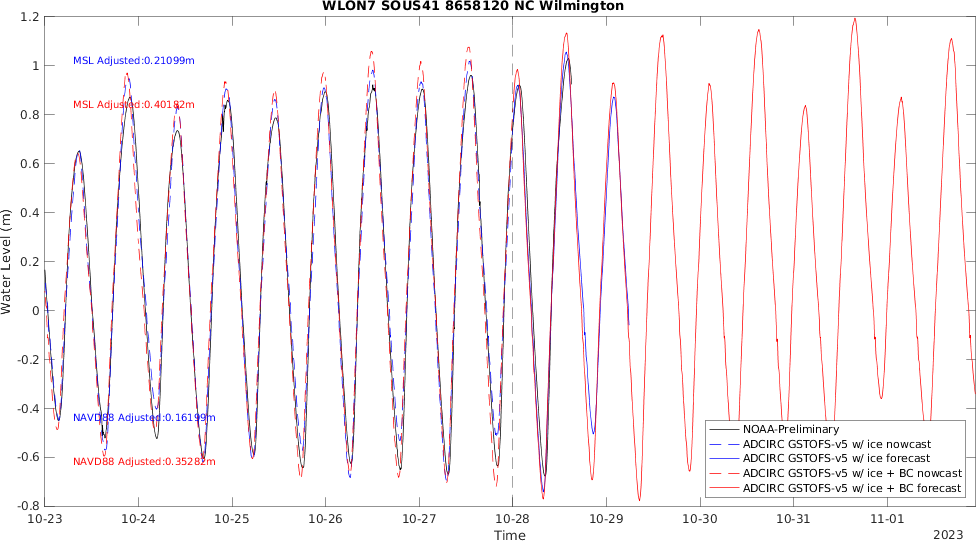 WLON7 SOUS41 8658120 NC Wilmington
1.2
1
0.8
0.6
0.4
0.2
0
-0.2
-0.4
-0.6
-0.8
Water Level (m)
MSL Adjusted:0.21099m
MSL Adjusted:0.40182m
NAVD88 Adjusted:0.16199m
NAVD88 Adjusted:0.35282m
NOAA-Preliminary
ADCIRC GSTOFS-v5 w/ ice nowcast
ADCIRC GSTOFS-v5 w/ ice forecast
ADCIRC GSTOFS-v5 w/ ice + BC nowcast
ADCIRC GSTOFS-v5 w/ ice + BC forecast
10-23 10-24 10-25 10-26 10-27 10-28 10-29 10-30 10-31 11-01
Time
2023